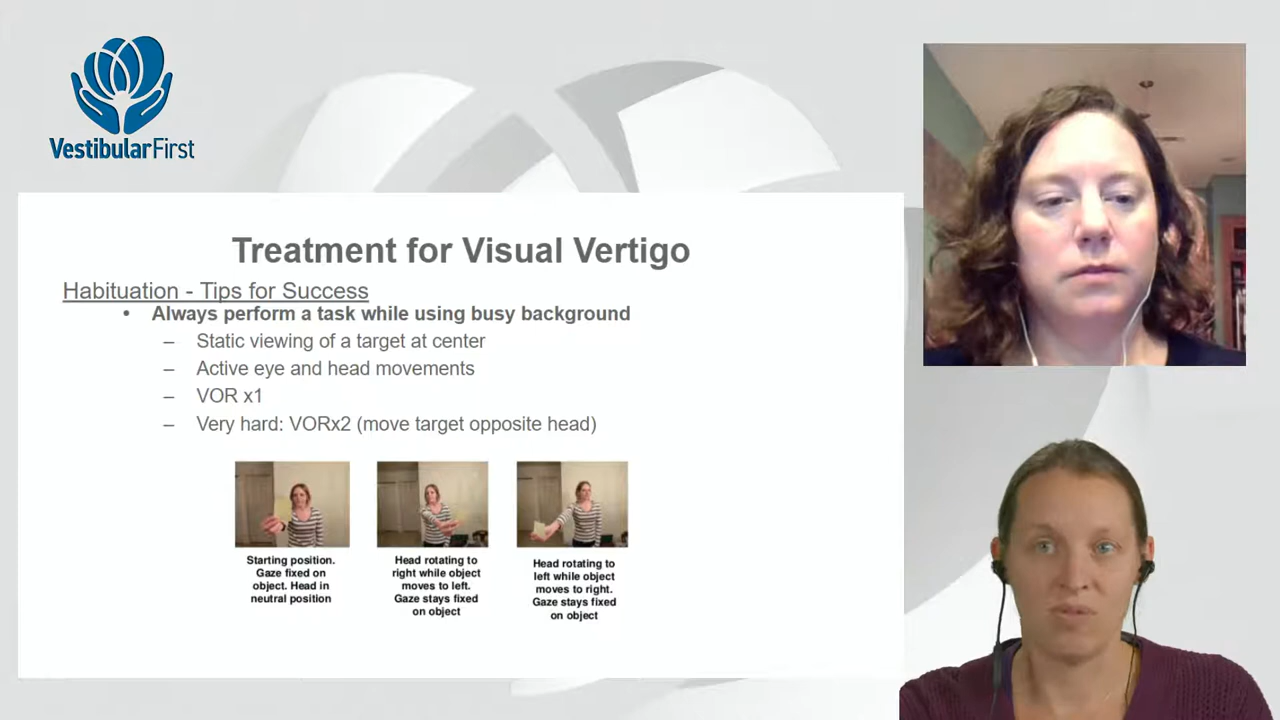 VestibularFirst
Treatment for Visual Vertigo
Habituation - Tips for Success
• Always perform a task while using busy background
– Static viewing of a target at center
– Active eye and head movements
– VOR x1
– Very hard: VORx2 (move target opposite head)
Starting position.
Gaze fixed on
object. Head in
neutral position
Head rotating to
right while object
moves to left.
Gaze stays fixed
on object
Head rotating to
left while object
moves to right.
Gaze stays fixed
on object